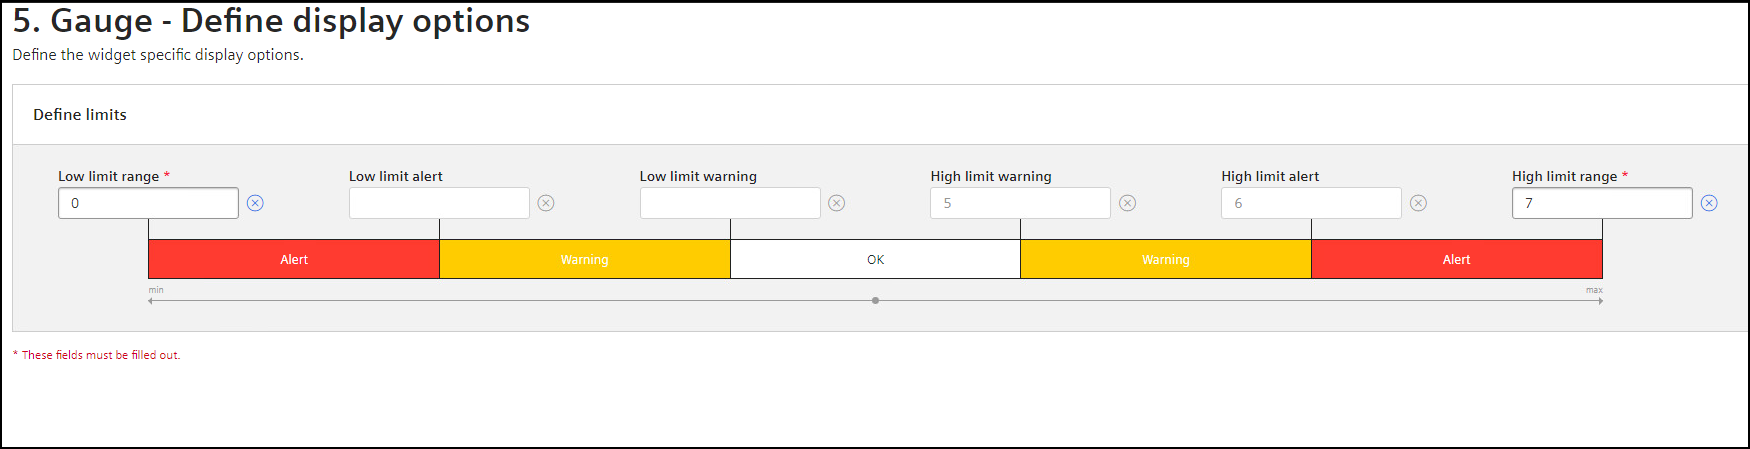 5. Gauge - Define display options
Define the widget specific display options.
Define limits
Low limit range * Low limit alert Low limit warning High limit warning High limit alert High limit range *
0 5 6 7
Alert Warning OK Warning Alert
min max
* These fields must be filled out.